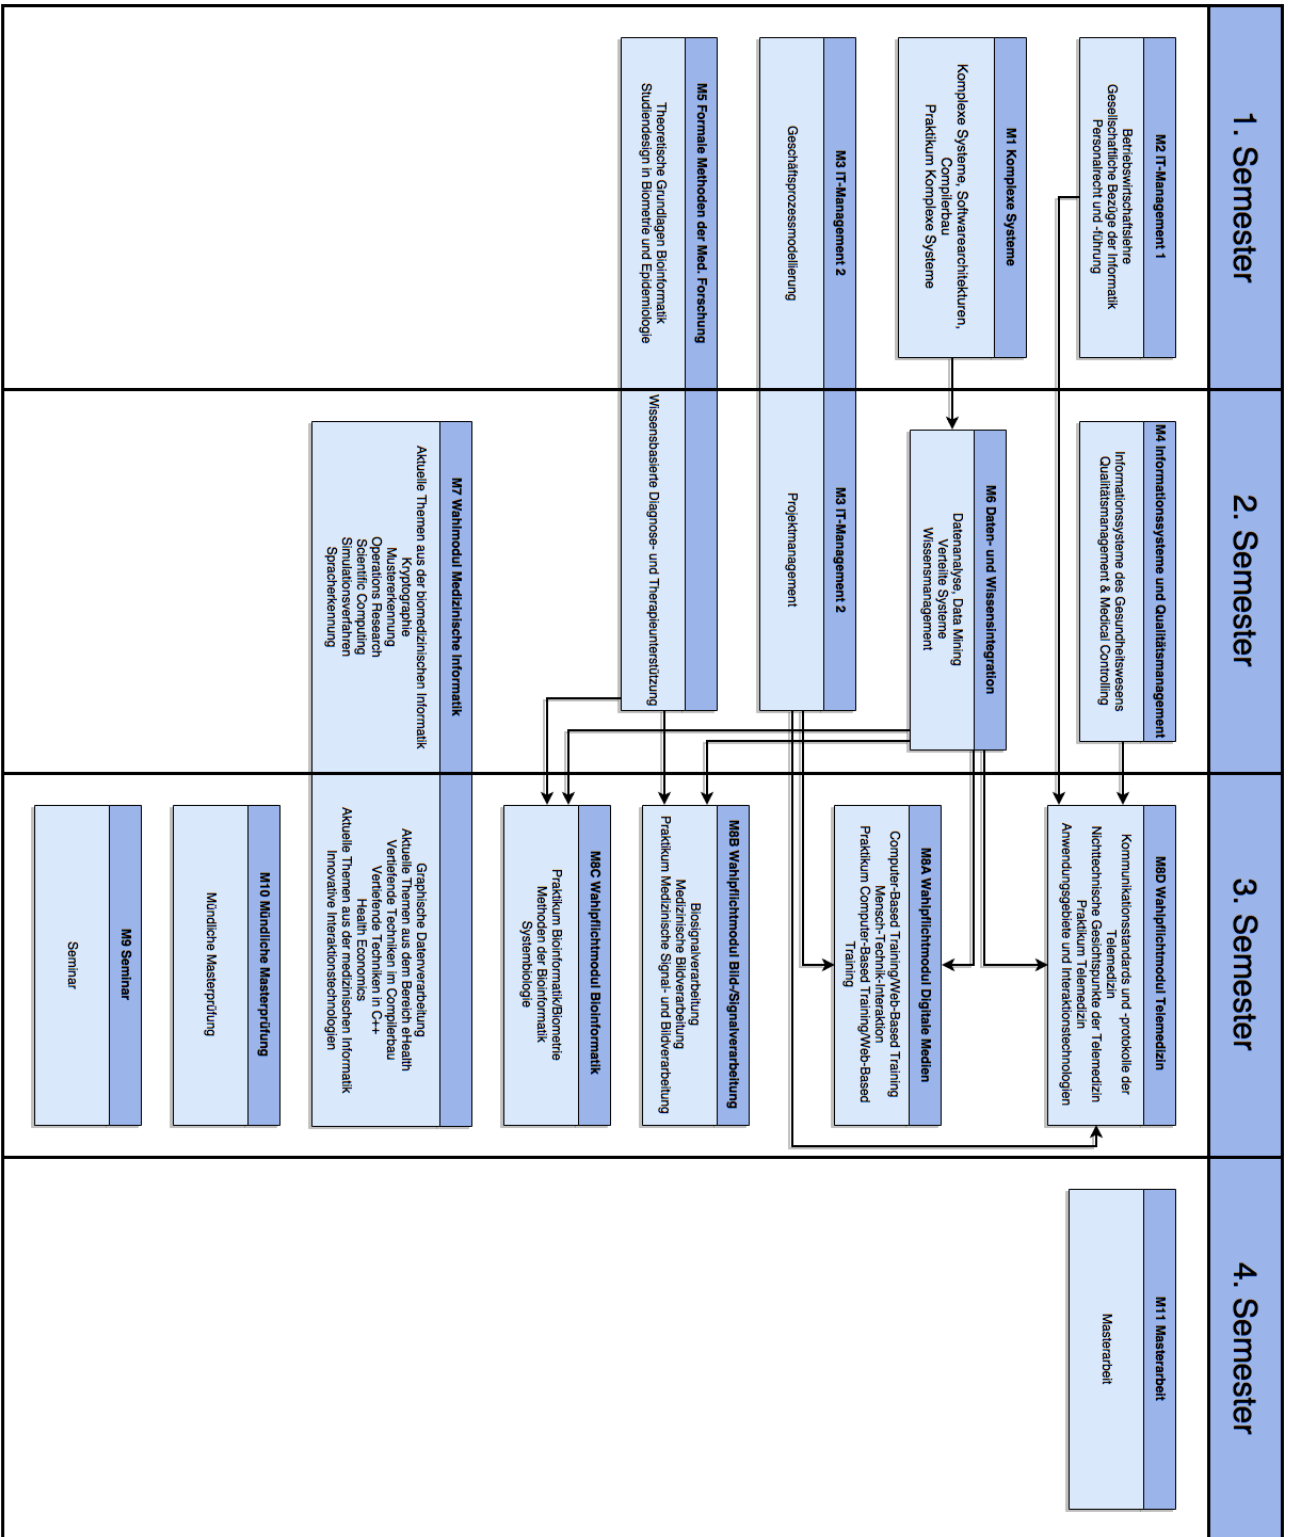 1. Semester
2. Semester
3. Semester
4. Semester
M2 IT-Management 1
Betriebswirtschaftslehre
Gesellschaftliche Bezüge der Informatik
Personalrecht und -führung
M1 Komplexe Systeme
Komplexe Systeme, Softwarearchitekturen,
Compilerbau
Praktikum Komplexe Systeme
M3 IT-Management 2
Geschäftsprozessmodellierung
M5 Formale Methoden der Med. Forschung
Theoretische Grundlagen Bioinformatik
Studiendesign in Biometrie und Epidemiologie
M4 Informationssysteme und Qualitätsmanagement
Informationssysteme des Gesundheitswesens
Qualitätsmanagement & Medical Controlling
M6 Daten- und Wissensintegration
Datenanalyse, Data Mining
Verteilte Systeme
Wissensmanagement
M3 IT-Management 2
Projektmanagement
Wissensbasierte Diagnose- und Therapieunterstützung
M7 Wahlmodul Medizinische Informatik
Aktuelle Themen aus der biomedizinischen Informatik
Kryptographie
Mustererkennung
Operations Research
Scientific Computing
Simulationsverfahren
Spracherkennung
M8D Wahlpflichtmodul Telemedizin
Kommunikationsstandards und -protokolle der
Telemedizin
Nichttechnische Gesichtspunkte der Telemedizin
Praktikum Telemedizin
Anwendungsgebiete und Interaktionstechnologien
M8A Wahlpflichtmodul Digitale Medien
Computer-Based Training/Web-Based Training
Mensch-Technik-Interaktion
Praktikum Computer-Based Training/Web-Based
Training
M8B Wahlpflichtmodul Bild-/Signalverarbeitung
Biosignalverarbeitung
Medizinische Bildverarbeitung
Praktikum Medizinische Signal- und Bildverarbeitung
M8C Wahlpflichtmodul Bioinformatik
Praktikum Bioinformatik/Biometrie
Methoden der Bioinformatik
Systembiologie
Graphische Datenverarbeitung
Aktuelle Themen aus dem Bereich eHealth
Vertiefende Techniken im Compilerbau
Vertiefende Techniken in C++
Health Economics
Aktuelle Themen aus der medizinischen Informatik
Innovative Interaktionstechnologien
M10 Mündliche Masterprüfung
Mündliche Masterprüfung
M9 Seminar
Seminar
M11 Masterarbeit
Masterarbeit